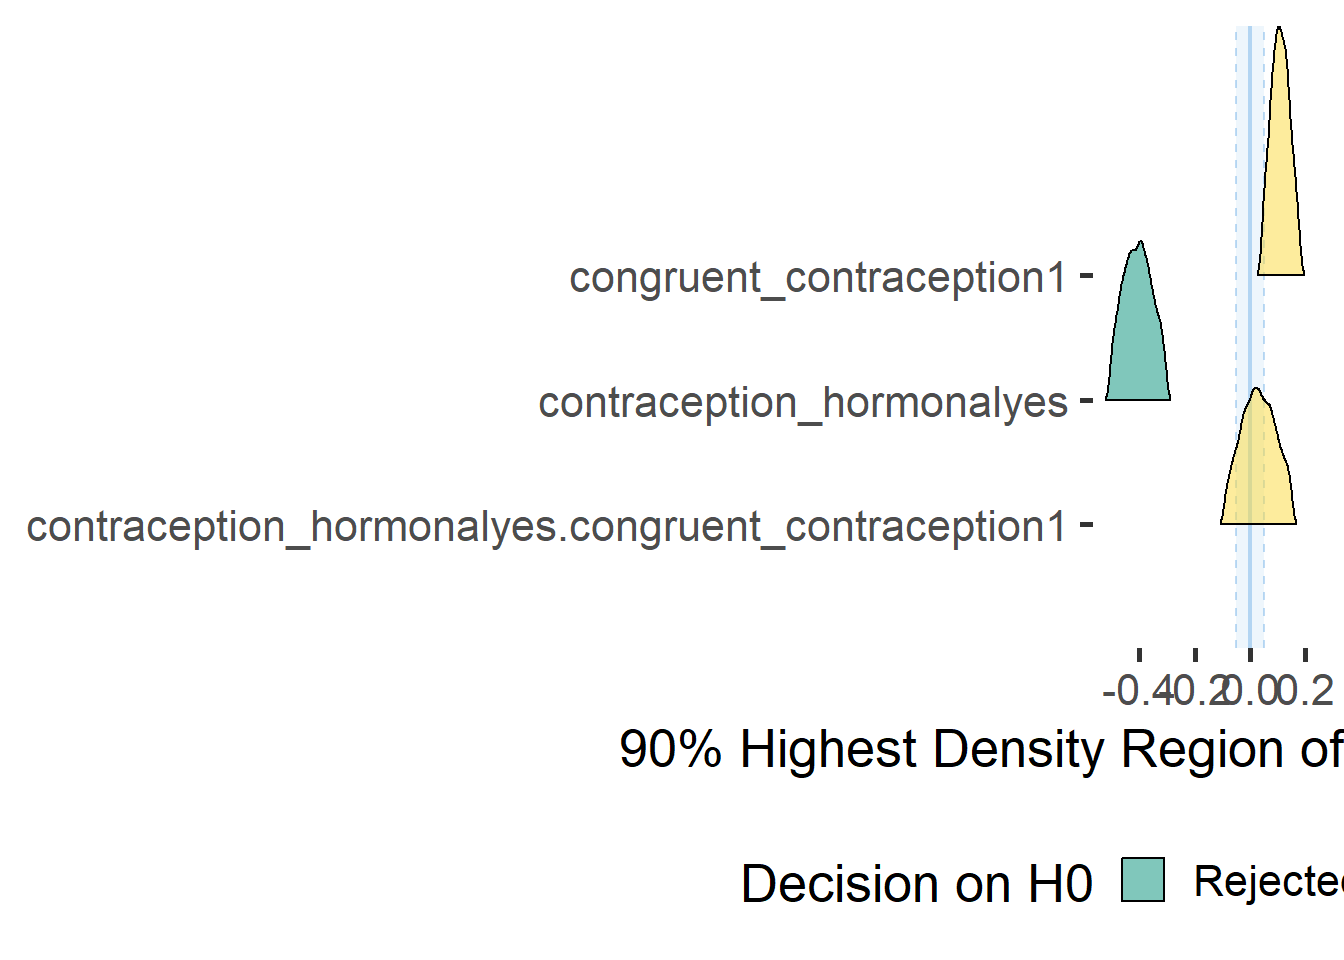 congruent_contraception1
contraception_hormonalyes
contraception_hormonalyes.congruent_contraception1
-0.4 -0.2 0.0 0.2
90% Highest Density Region of
Decision on H0 Rejected